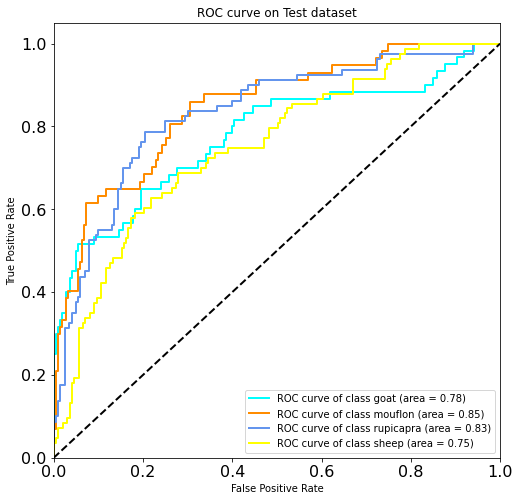 ROC curve on Test dataset
1.0
0.8
0.6
0.4
0.2
0.0
True Positive Rate
ROC curve of class goat (area = 0.78)
ROC curve of class mouflon (area = 0.85)
ROC curve of class rupicapra (area = 0.83)
ROC curve of class sheep (area = 0.75)
0.0 0.2 0.4 0.6 0.8 1.0
False Positive Rate